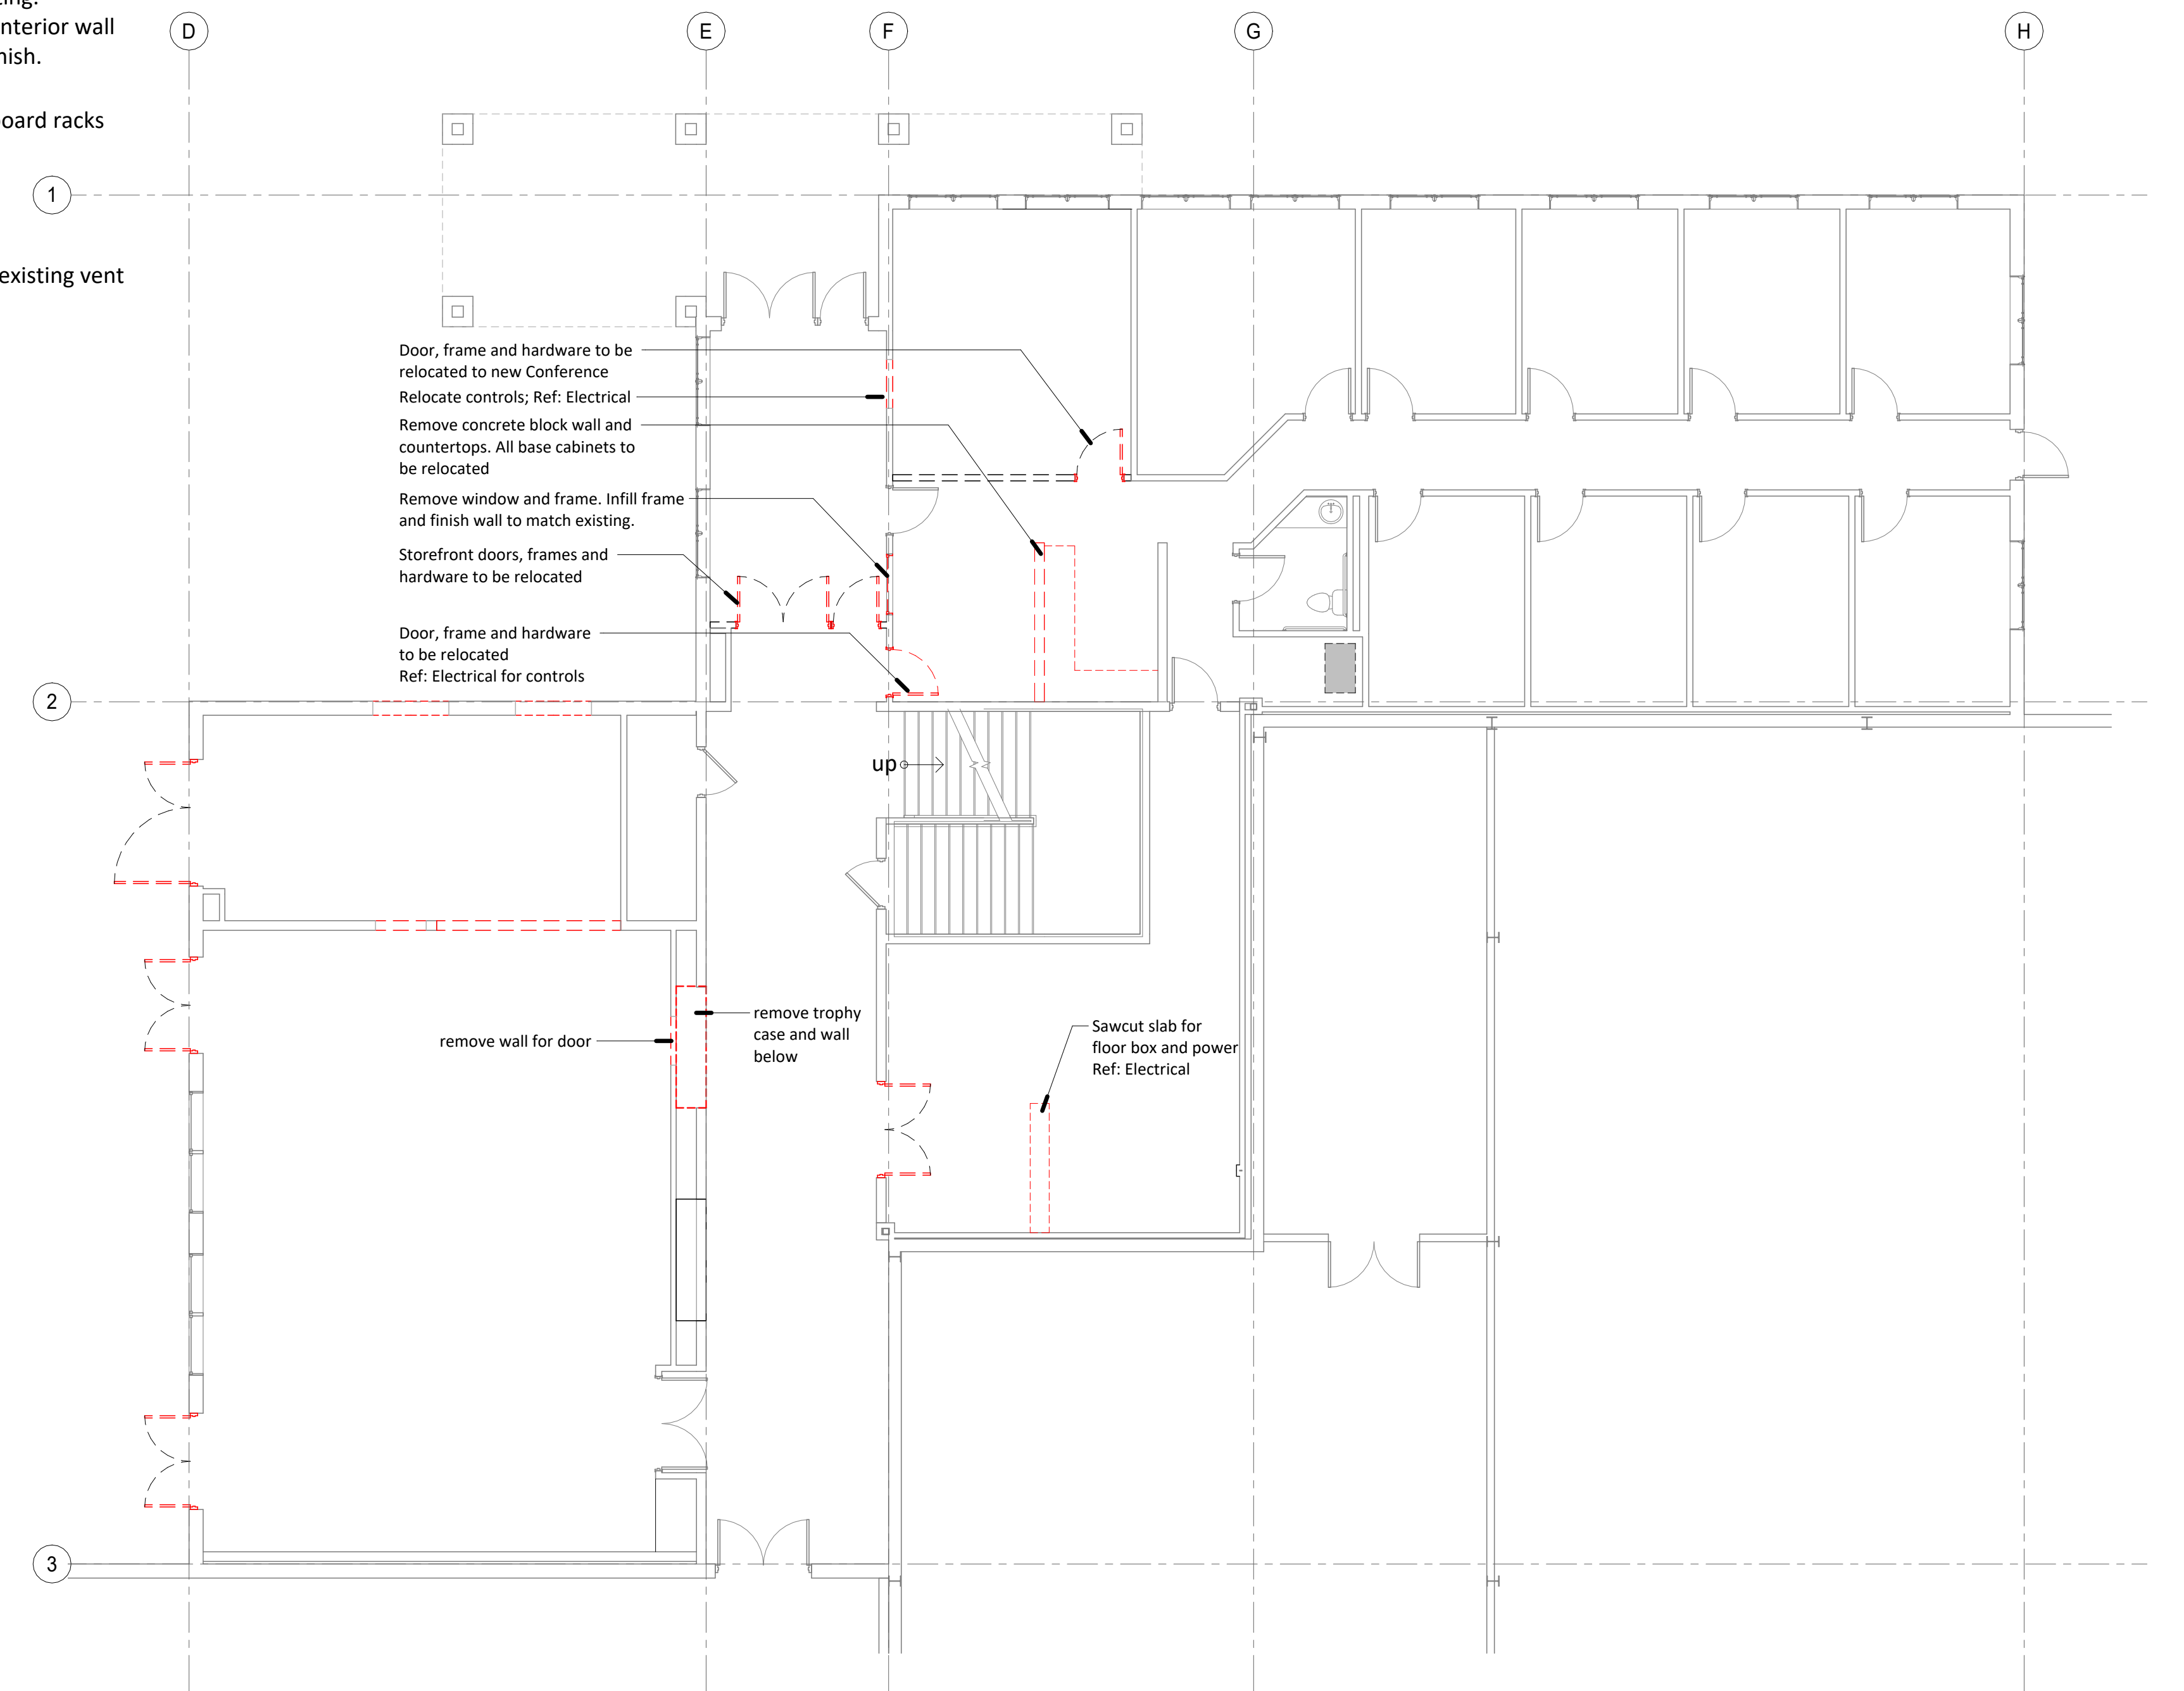 nterior wall
nish.
board racks
existing vent
D
E
F
G
H
1
2
3
Door, frame and hardware to be
relocated to new Conference
Relocate controls; Ref: Electrical
Remove concrete block wall and
countertops. All base cabinets to
be relocated
Remove window and frame. Infill frame
and finish wall to match existing.
Storefront doors, frames and
hardware to be relocated
Door, frame and hardware
to be relocated
Ref: Electrical for controls
up
remove wall for door
remove trophy
case and wall
below
Sawcut slab for
floor box and power
Ref: Electrical